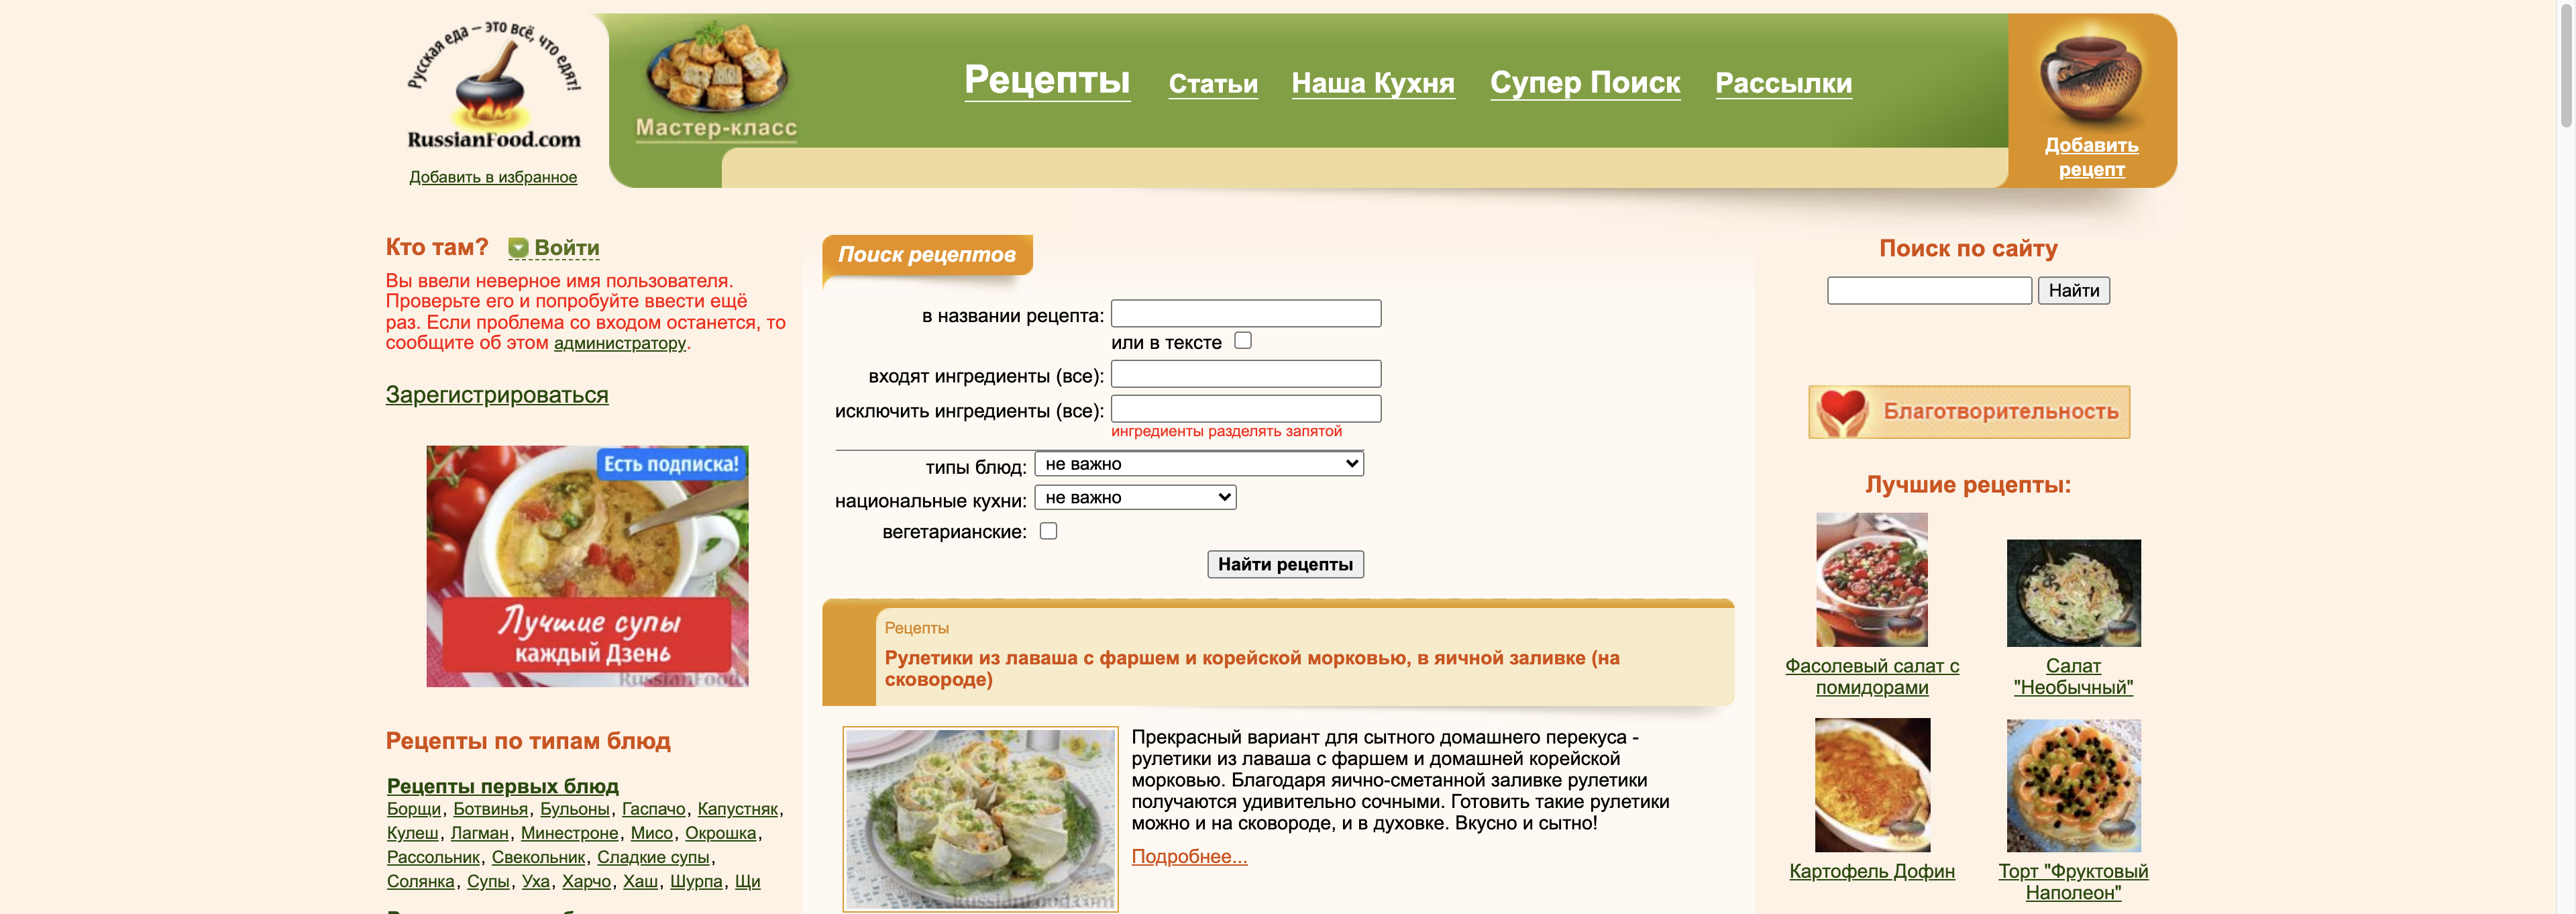 Русская еда – это всё, что едят!
RussianFood.com
Добавить в избранное
Мастер-класс
Рецепты Статьи Наша Кухня Супер Поиск Рассылки
Добавить
рецепт
Кто там? Войти
Вы ввели неверное имя пользователя.
Проверьте его и попробуйте ввести ещё
раз. Если проблема со входом останется, то
сообщите об этом администратору.
Зарегистрироваться
Есть подписка!
Лучшие супы
каждый Дзень
RussianFood
Рецепты по типам блюд
Рецепты первых блюд
Борщи, Ботвинья, Бульоны, Гаспачо, Капустняк,
Кулеш, Лагман, Минестроне, Мисо, Окрошка,
Рассольник, Свекольник, Сладкие супы,
Солянка, Супы, Уха, Харчо, Хаш, Шурпа, Щи
Поиск рецептов
в названии рецепта:
или в тексте
входят ингредиенты (все):
исключить ингредиенты (все):
ингредиенты разделять запятой
типы блюд: не важно
национальные кухни: не важно
вегетарианские:
Найти рецепты
Рецепты
Рулетики из лаваша с фаршем и корейской морковью, в яичной заливке (на
сковороде)
Прекрасный вариант для сытного домашнего перекуса -
рулетики из лаваша с фаршем и домашней корейской
морковью. Благодаря яично-сметанной заливке рулетики
получаются удивительно сочными. Готовить такие рулетики
можно и на сковороде, и в духовке. Вкусно и сытно!
Подробнее...
RussianFood.com
Поиск по сайту
Найти
Благотворительность
Лучшие рецепты:
Фасолевый салат с
помидорами
Салат
"Необычный"
Картофель Дофин
Торт "Фруктовый
Наполеон"